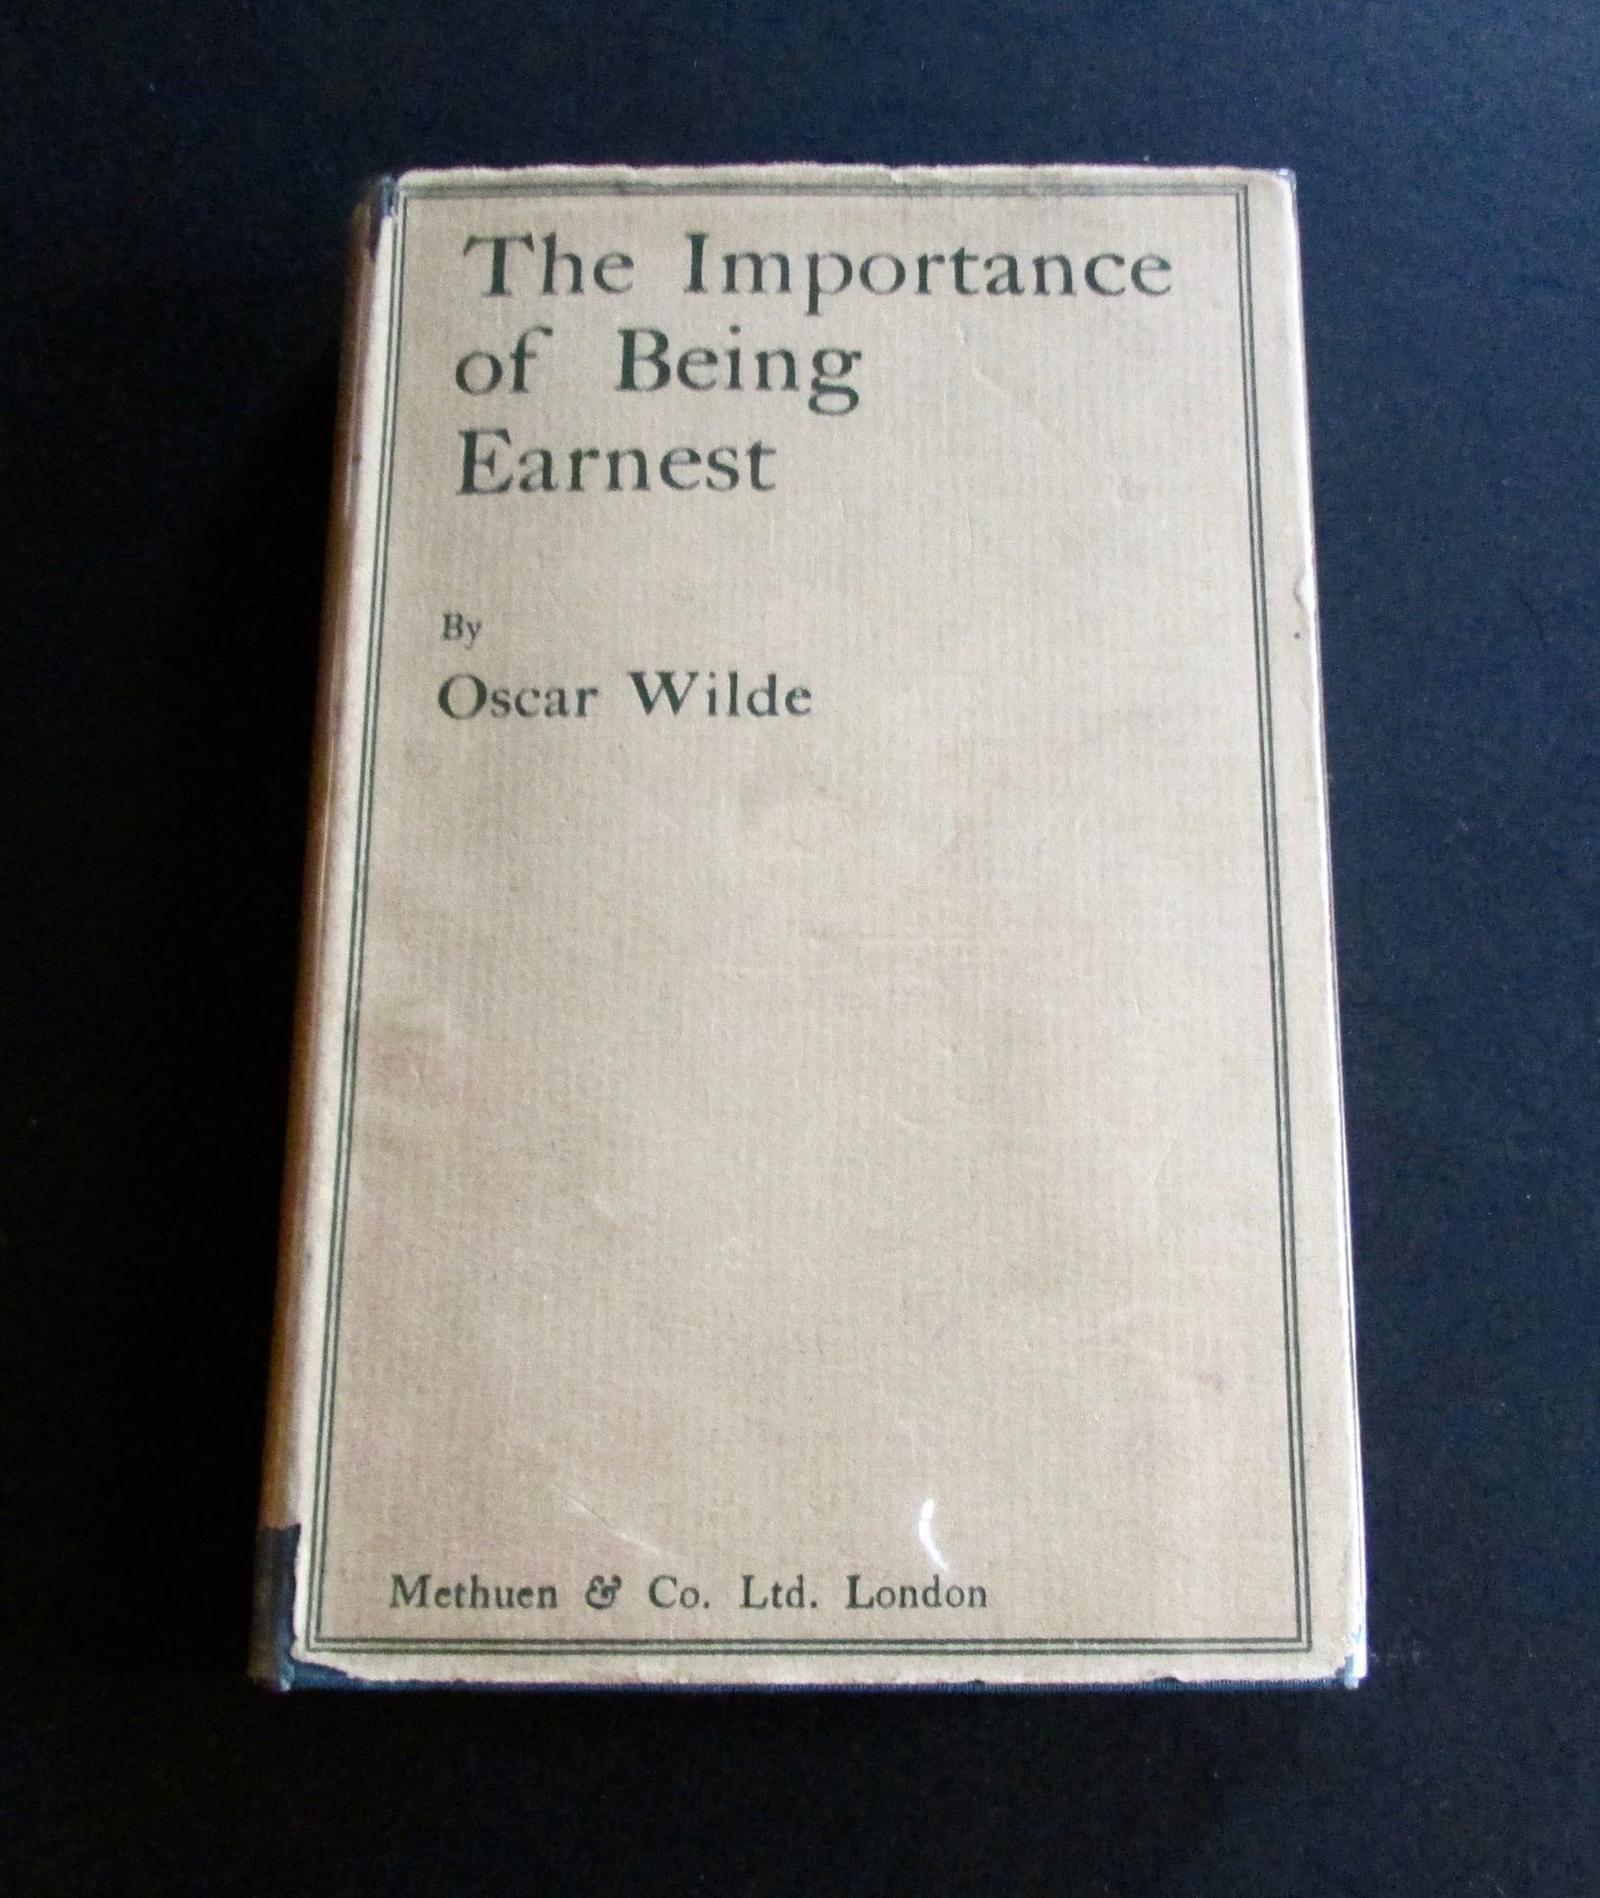 The Importance
of Being
Earnest
By
Oscar Wilde
Methuen & Co. Ltd. London